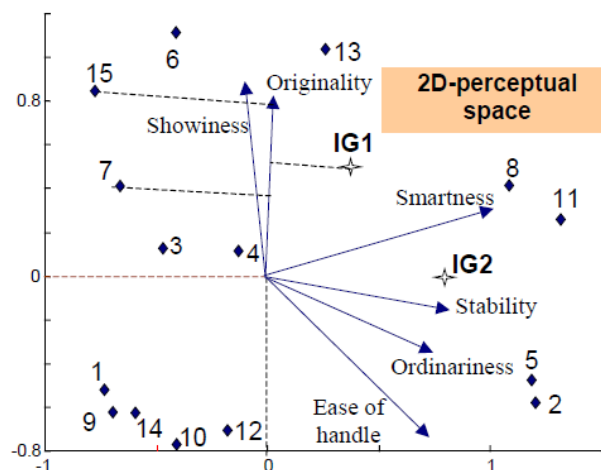 6
13
15
Originality
2D-perceptual
space
0.8
Showiness
IG1
7
8
Smartness
11
3
4
0
IG2
Stability
1
Ordinariness
5
9
14
10
12
Ease of
handle
2
-0.8
-1
0
1